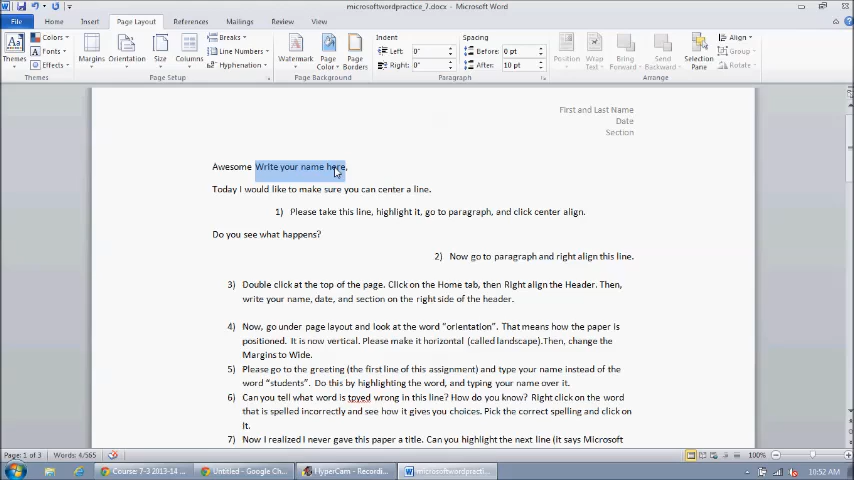 microsoftwordpractice_7.docx - Microsoft Word
File Home Insert Page Layout References Mailings Review View
Themes Colors Fonts Effects
Margins Orientation Size Columns Breaks Line Numbers Hyphenation
Watermark Page Color Page Borders
Indent Left: 0" Right: 0"
Spacing Before: 0 pt After: 10 pt
Position Wrap Text Bring Forward Send Backward Selection Pane Align Group Rotate
Themes Page Setup Page Background Paragraph Arrange
First and Last Name
Date
Section
Awesome Write your name here,
Today I would like to make sure you can center a line.
1) Please take this line, highlight it, go to paragraph, and click center align.
Do you see what happens?
2) Now go to paragraph and right align this line.
3) Double click at the top of the page. Click on the Home tab, then Right align the Header. Then,
write your name, date, and section on the right side of the header.
4) Now, go under page layout and look at the word "orientation". That means how the paper is
positioned. It is now vertical. Please make it horizontal (called landscape).Then, change the
Margins to Wide.
5) Please go to the greeting (the first line of this assignment) and type your name instead of the
word "students". Do this by highlighting the word, and typing your name over it.
6) Can you tell what word is tpyed wrong in this line? How do you know? Right click on the word
that is spelled incorrectly and see how it gives you choices. Pick the correct spelling and click on
it.
7) Now I realized I never gave this paper a title. Can you highlight the next line (it says Microsoft
Page: 1 of 3 Words: 4/565 100%
Course: 7-3 2013-14 ... Untitled - Google Ch... HyperCam - Recordi... microsoftwordpracti... 10:52 AM